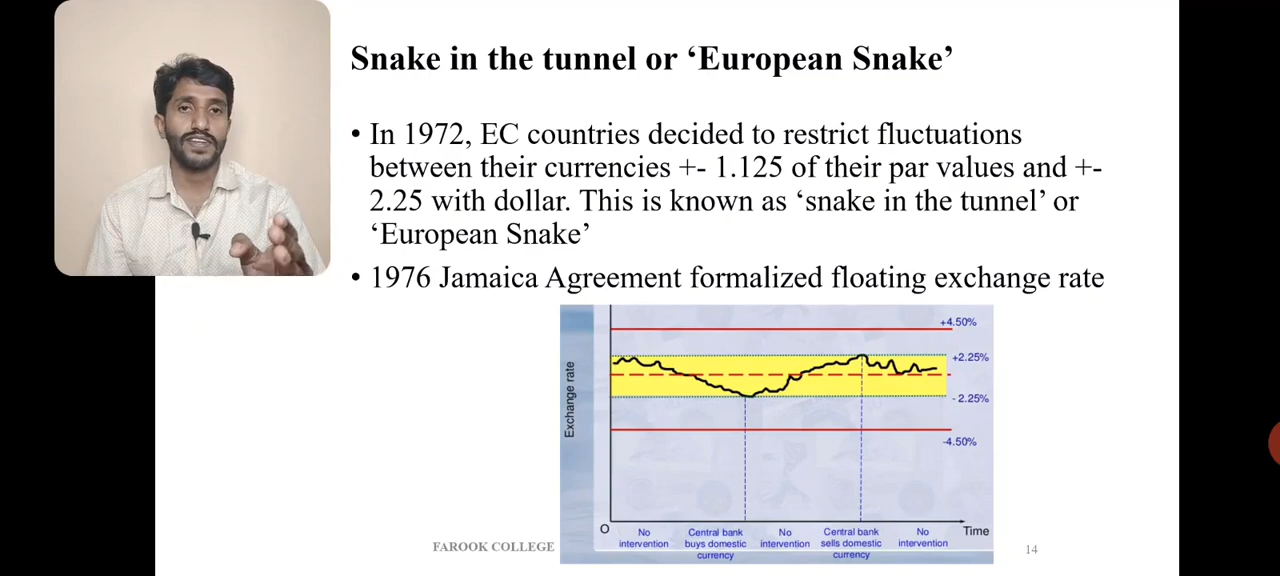 Snake in the tunnel or ‘European Snake’
• In 1972, EC countries decided to restrict fluctuations
between their currencies +- 1.125 of their par values and +-
2.25 with dollar. This is known as ‘snake in the tunnel’ or
‘European Snake’
• 1976 Jamaica Agreement formalized floating exchange rate
+4.50%
+2.25%
Exchange rate
- 2.25%
-4.50%
O
Time
No
intervention
Central bank
buys domestic
currency
No
intervention
Central bank
sells domestic
currency
No
intervention
FAROOK COLLEGE
14